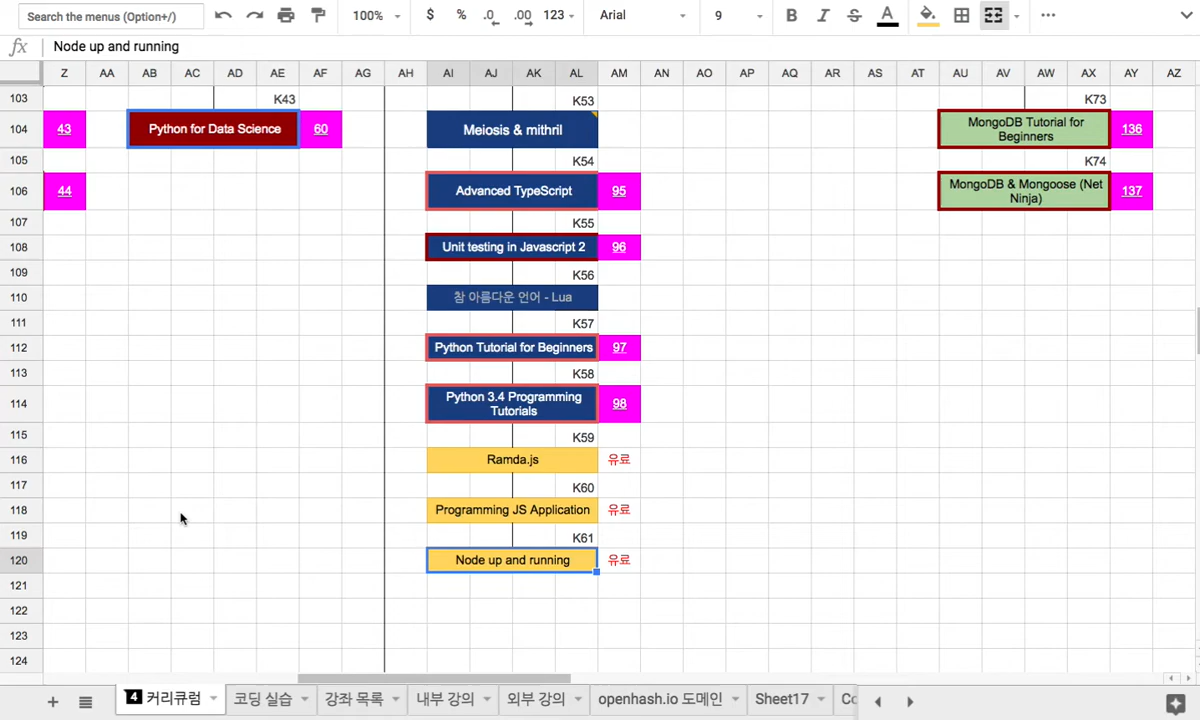 Search the menus (Option+/)
100%
$
%
.0
.00
123
Arial
9
B
I
S
A
fx
Node up and running
Z AA AB AC AD AE AF AG AH AI AJ AK AL AM AN AO AP AQ AR AS AT AU AV AW AX AY AZ
103 K43 K53 K73
104 43 Python for Data Science 60 Meiosis & mithril MongoDB Tutorial for
Beginners 136
105 K54 K74
106 44 Advanced TypeScript 95 MongoDB & Mongoose (Net
Ninja) 137
107 K55
108 Unit testing in Javascript 2 96
109 K56
110 참 아름다운 언어 - Lua
111 K57
112 Python Tutorial for Beginners 97
113 K58
114 Python 3.4 Programming
Tutorials 98
115 K59
116 Ramda.js 유료
117 K60
118 Programming JS Application 유료
119 K61
120 Node up and running 유료
121
122
123
124
4 커리큐럼 코딩 실습 강좌 목록 내부 강의 외부 강의 openhash.io 도메인 Sheet17